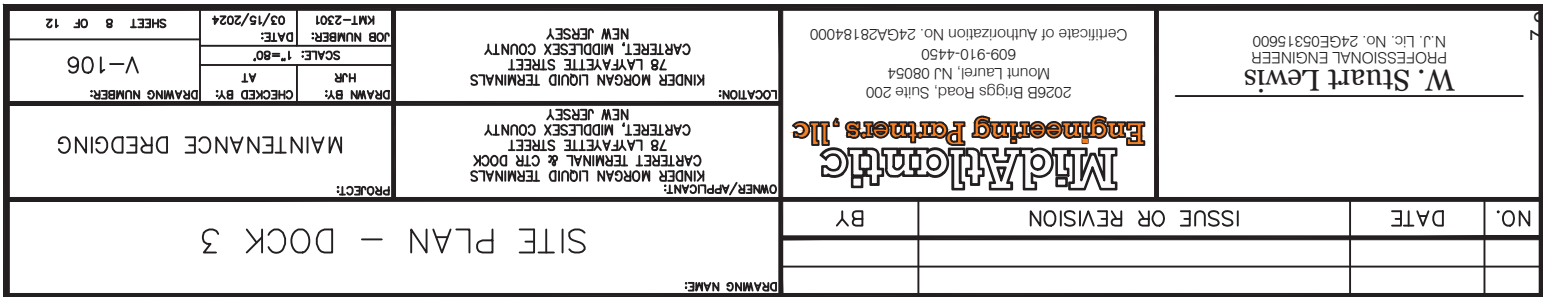 DRAWING NAME:
SITE PLAN - DOCK 3
NO. DATE ISSUE OR REVISION BY
W. Stuart Lewis
PROFESSIONAL ENGINEER
N.J. Lic. No. 24GE05315600
MidAtlantic
Engineering Partners, llc
2026B Briggs Road, Suite 200
Mount Laurel, NJ 08054
609-910-4450
Certificate of Authorization No. 24GA28184000
OWNER/APPLICANT:
KINDER MORGAN LIQUID TERMINALS
CARTERET TERMINAL & CTR DOCK
78 LAFAYETTE STREET
CARTERET, MIDDLESEX COUNTY
NEW JERSEY
PROJECT:
MAINTENANCE DREDGING
LOCATION:
KINDER MORGAN LIQUID TERMINALS
78 LAFAYETTE STREET
CARTERET, MIDDLESEX COUNTY
NEW JERSEY
DRAWN BY:
HJR
CHECKED BY:
AT
DRAWING NUMBER:
V-106
SCALE: 1"=80'
JOB NUMBER:
KMT-2301
DATE:
03/15/2024
SHEET 8 OF 12